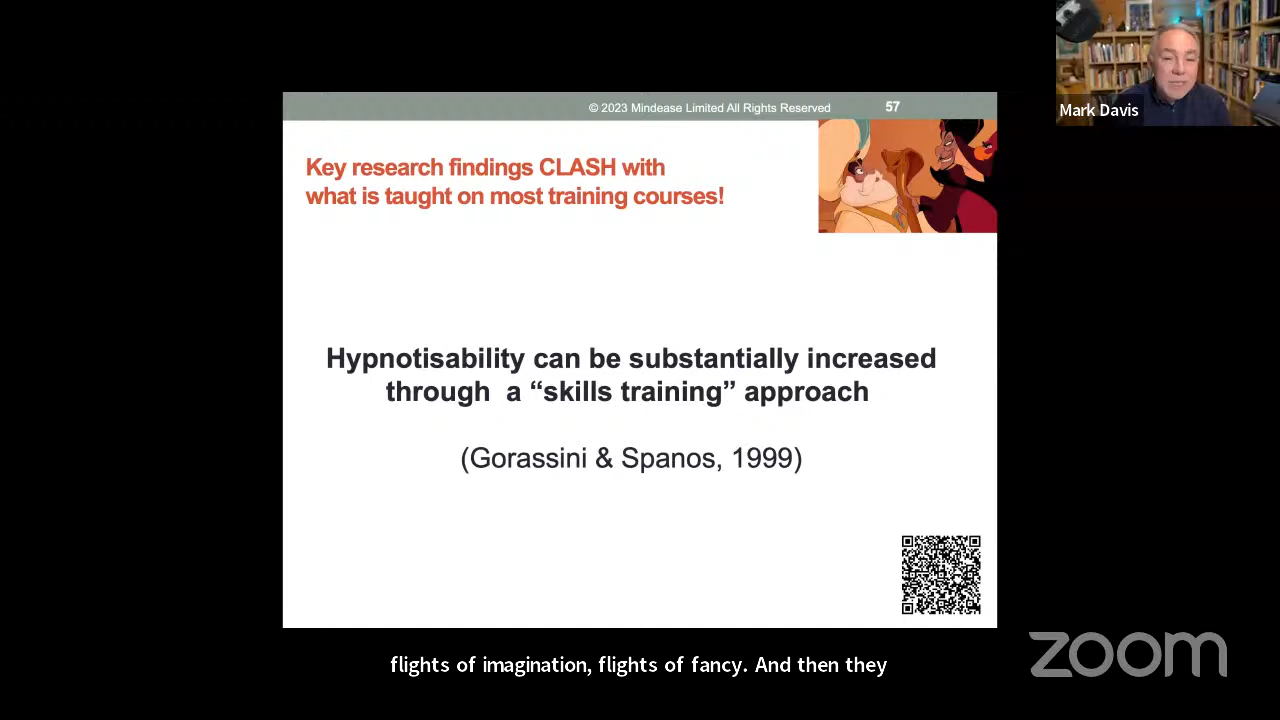 © 2023 Mindease Limited All Rights Reserved 57
Mark Davis
Key research findings CLASH with
what is taught on most training courses!
Hypnotisability can be substantially increased
through a “skills training” approach
(Gorassini & Spanos, 1999)
flights of imagination, flights of fancy. And then they
zoom